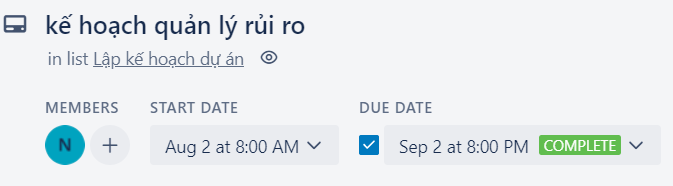 kế hoạch quản lý rủi ro
in list Lập kế hoạch dự án
MEMBERS START DATE DUE DATE
N + Aug 2 at 8:00 AM Sep 2 at 8:00 PM COMPLETE